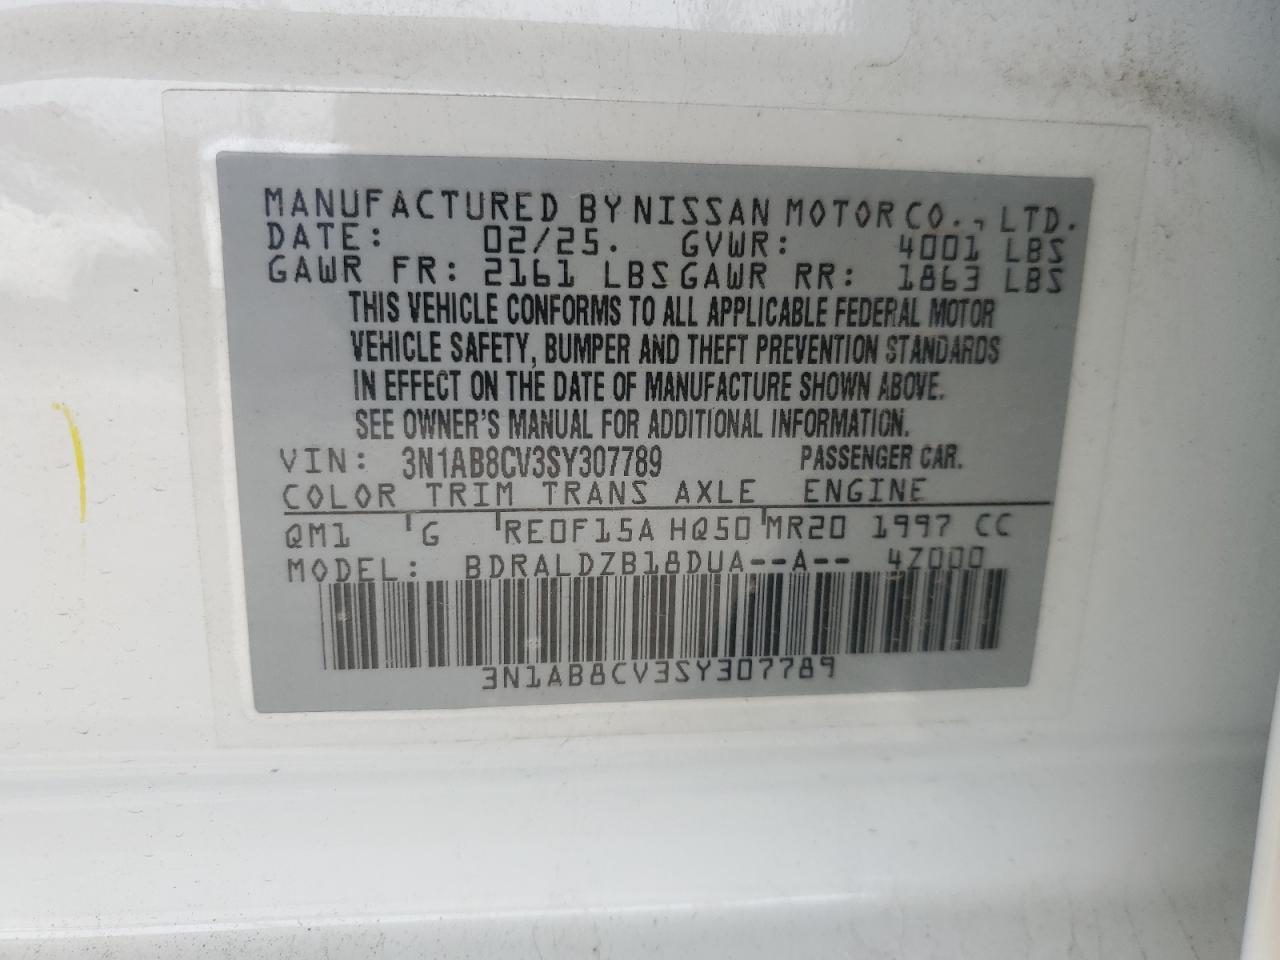 MANUFACTURED BY NISSAN MOTOR CO., LTD.
DATE: 02/25. GVWR: 4001 LBS
GAWR FR: 2161 LBS GAWR RR: 1863 LBS
THIS VEHICLE CONFORMS TO ALL APPLICABLE FEDERAL MOTOR
VEHICLE SAFETY, BUMPER AND THEFT PREVENTION STANDARDS
IN EFFECT ON THE DATE OF MANUFACTURE SHOWN ABOVE.
SEE OWNER'S MANUAL FOR ADDITIONAL INFORMATION.
VIN: 3N1AB8CV3SY307789 PASSENGER CAR.
COLOR TRIM TRANS AXLE ENGINE
QM1 G RE0F15A HQ50 MR20 1997 CC
MODEL: BDRALDZB18DUA--A-- 4Z000
3N1AB8CV3SY307789